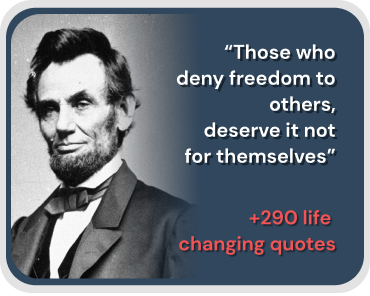 “Those who
deny freedom to
others,
deserve it not
for themselves”
+290 life
changing quotes